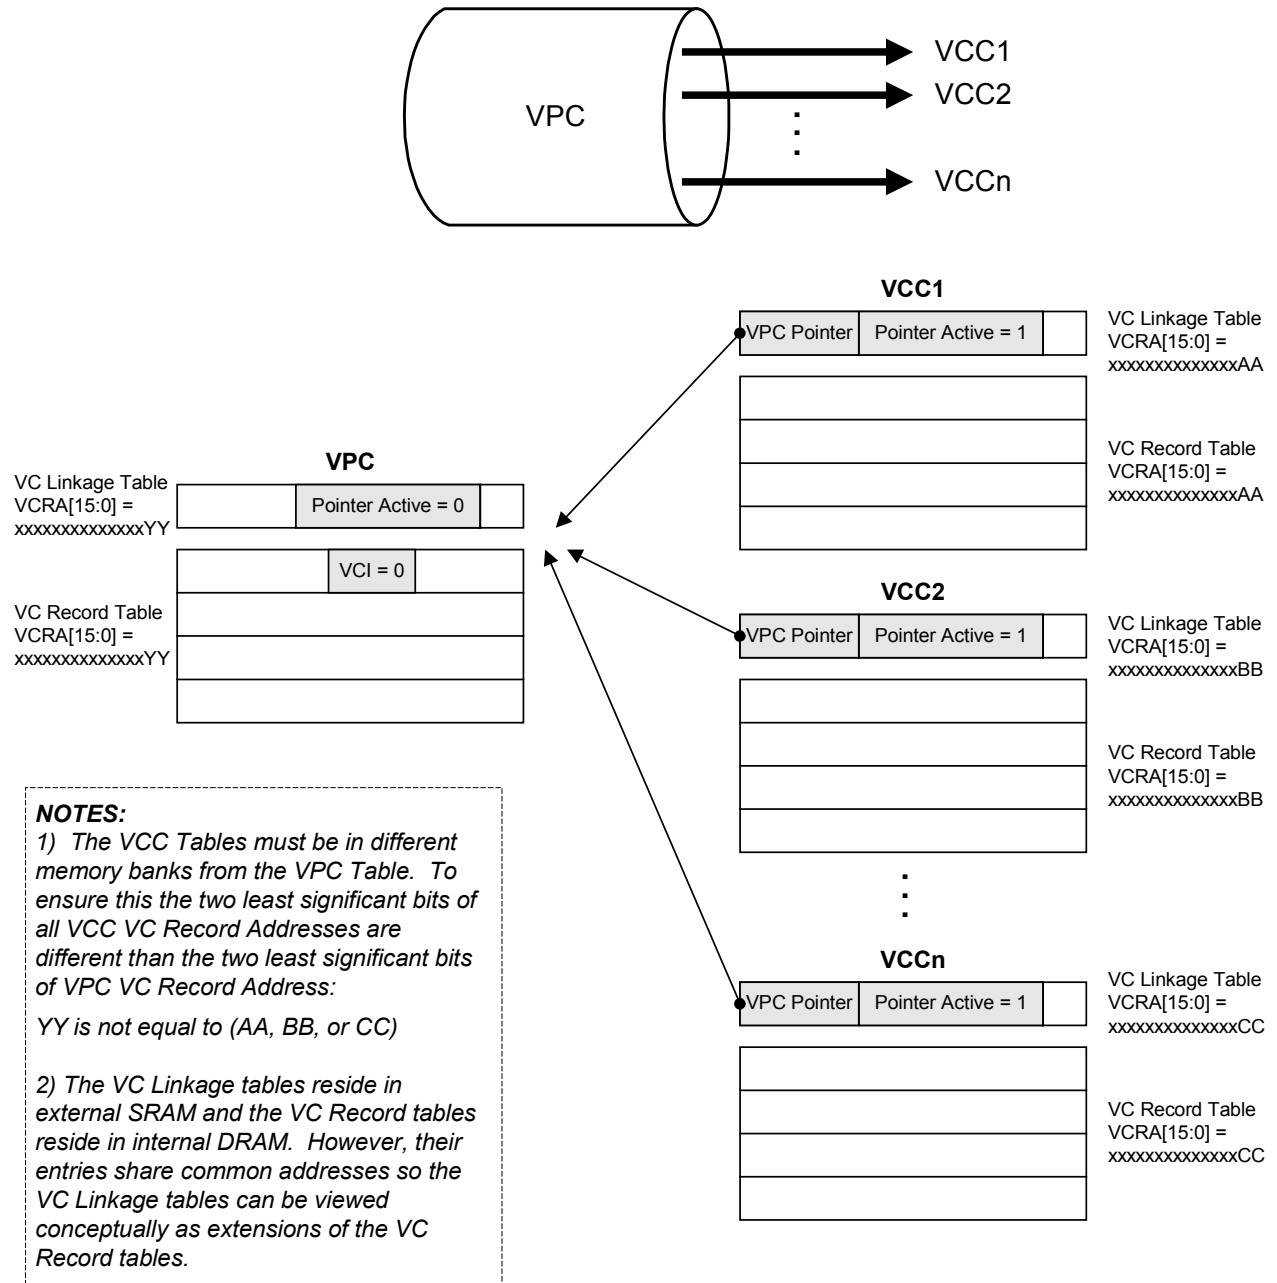 VPC
VCC1
VCC2
VCCn
VCC1
VPC Pointer
Pointer Active = 1
VC Linkage Table
VCRA[15:0] =
xxxxxxxxxxxxxxAA
VC Record Table
VCRA[15:0] =
xxxxxxxxxxxxxxAA
VPC
VC Linkage Table
VCRA[15:0] =
xxxxxxxxxxxxxxYY
Pointer Active = 0
VCI = 0
VC Record Table
VCRA[15:0] =
xxxxxxxxxxxxxxYY
VCC2
VPC Pointer
Pointer Active = 1
VC Linkage Table
VCRA[15:0] =
xxxxxxxxxxxxxxBB
VC Record Table
VCRA[15:0] =
xxxxxxxxxxxxxxBB
VCCn
VPC Pointer
Pointer Active = 1
VC Linkage Table
VCRA[15:0] =
xxxxxxxxxxxxxxCC
VC Record Table
VCRA[15:0] =
xxxxxxxxxxxxxxCC
NOTES:
1) The VCC Tables must be in different
memory banks from the VPC Table. To
ensure this the two least significant bits of
all VCC VC Record Addresses are
different than the two least significant bits
of VPC VC Record Address:
YY is not equal to (AA, BB, or CC)
2) The VC Linkage tables reside in
external SRAM and the VC Record tables
reside in internal DRAM. However, their
entries share common addresses so the
VC Linkage tables can be viewed
conceptually as extensions of the VC
Record tables.